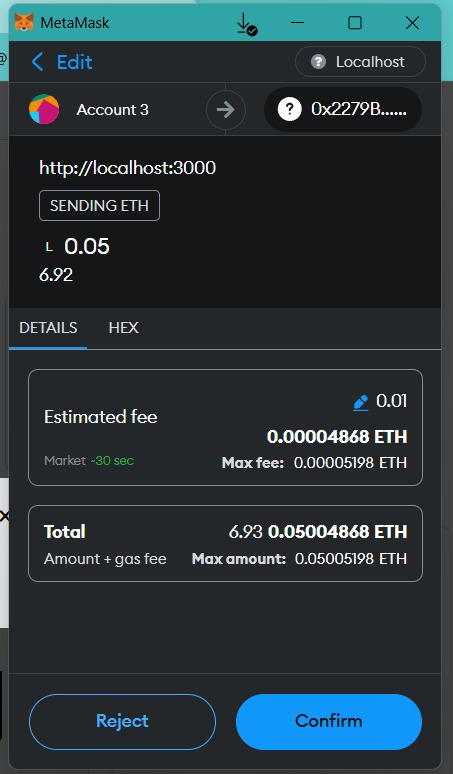 MetaMask
Edit
? Localhost
Account 3
? 0x2279B......
http://localhost:3000
SENDING ETH
L 0.05
6.92
DETAILS HEX
0.01
Estimated fee
0.00004868 ETH
Market ~30 sec Max fee: 0.00005198 ETH
Total 6.93 0.05004868 ETH
Amount + gas fee Max amount: 0.05005198 ETH
Reject Confirm